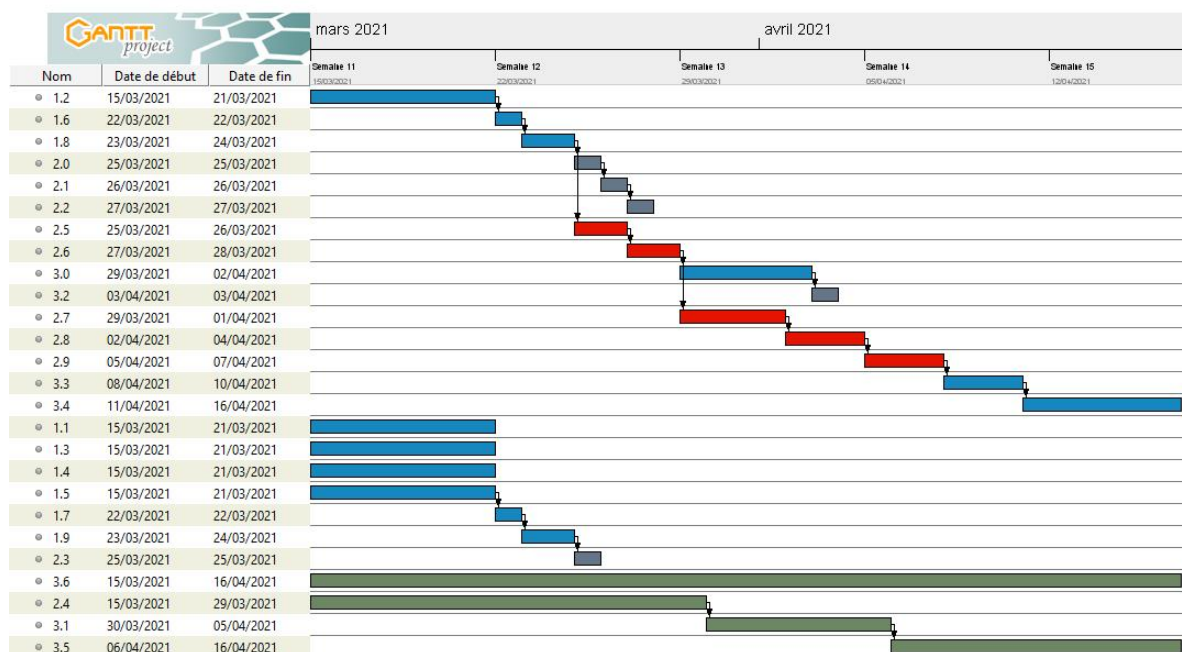 GANTT project
mars 2021 avril 2021
Semaine 11 Semaine 12 Semaine 13 Semaine 14 Semaine 15
15/03/2021 22/03/2021 29/03/2021 05/04/2021 12/04/2021
Nom Date de début Date de fin
1.2 15/03/2021 21/03/2021
1.6 22/03/2021 22/03/2021
1.8 23/03/2021 24/03/2021
2.0 25/03/2021 25/03/2021
2.1 26/03/2021 26/03/2021
2.2 27/03/2021 27/03/2021
2.5 25/03/2021 26/03/2021
2.6 27/03/2021 28/03/2021
3.0 29/03/2021 02/04/2021
3.2 03/04/2021 03/04/2021
2.7 29/03/2021 01/04/2021
2.8 02/04/2021 04/04/2021
2.9 05/04/2021 07/04/2021
3.3 08/04/2021 10/04/2021
3.4 11/04/2021 16/04/2021
1.1 15/03/2021 21/03/2021
1.3 15/03/2021 21/03/2021
1.4 15/03/2021 21/03/2021
1.5 15/03/2021 21/03/2021
1.7 22/03/2021 22/03/2021
1.9 23/03/2021 24/03/2021
2.3 25/03/2021 25/03/2021
3.6 15/03/2021 16/04/2021
2.4 15/03/2021 29/03/2021
3.1 30/03/2021 05/04/2021
3.5 06/04/2021 16/04/2021